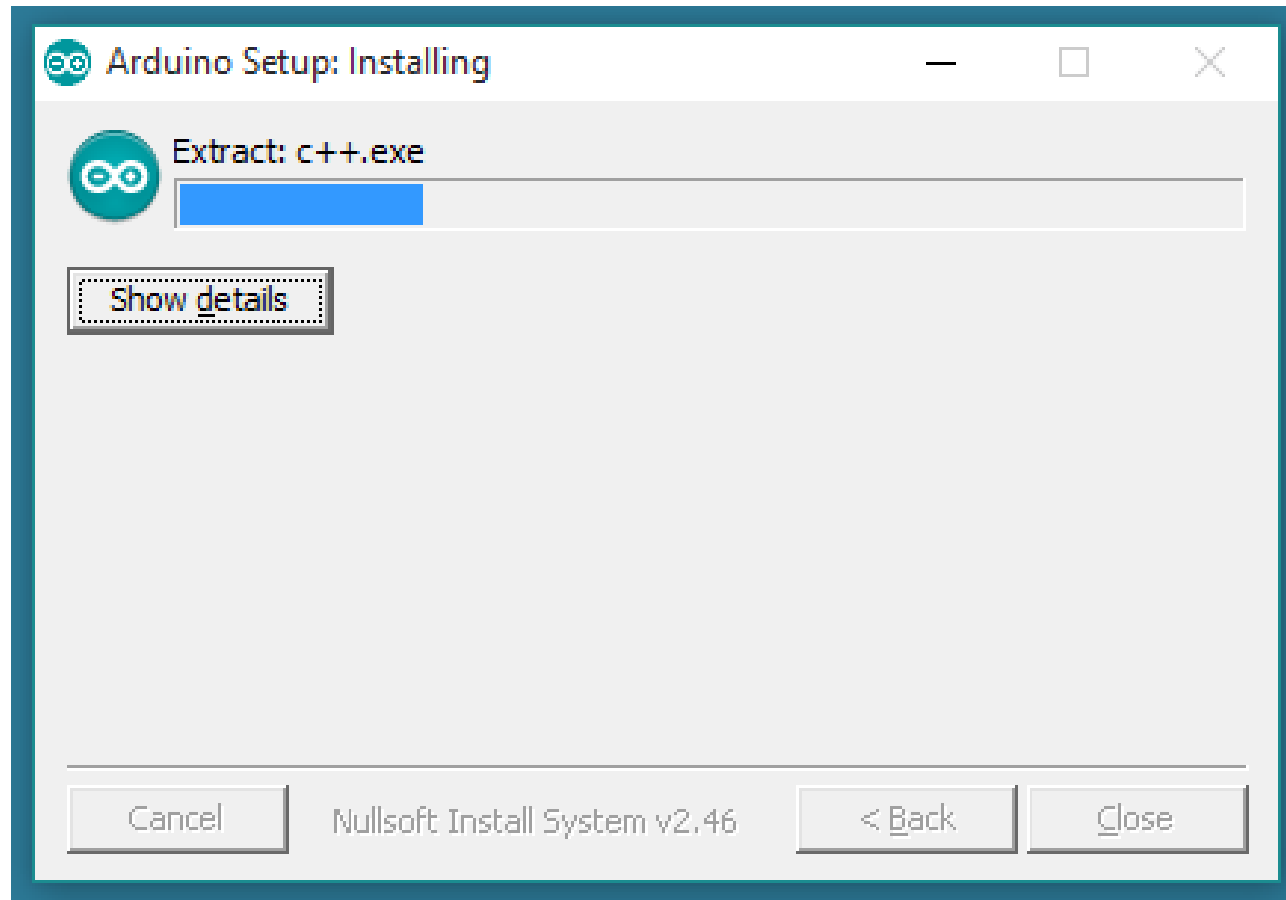 Arduino Setup: Installing
Extract: c++.exe
Show details
Cancel
Nullsoft Install System v2.46
< Back
Close